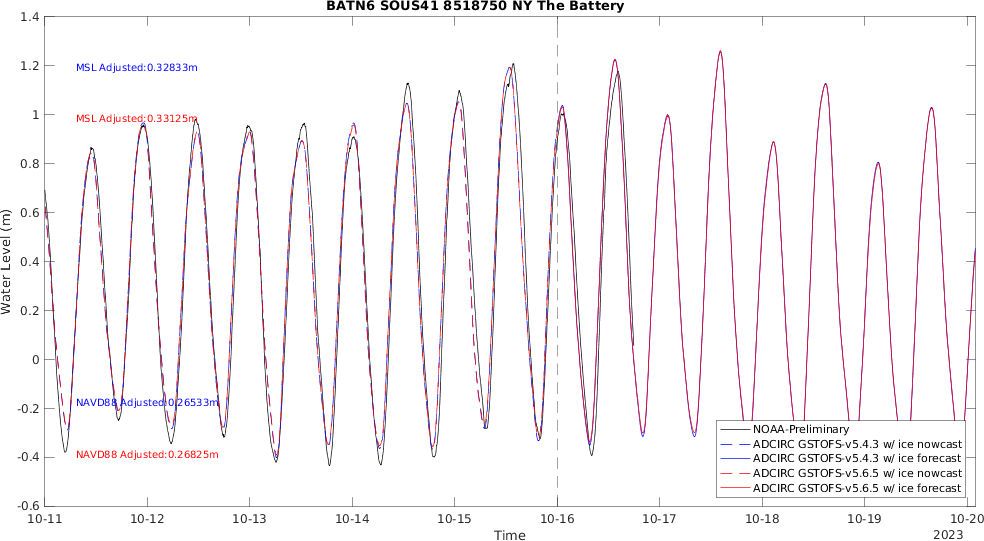 BATN6 SOUS41 8518750 NY The Battery
1.4
1.2
1
0.8
0.6
0.4
0.2
0
-0.2
-0.4
-0.6
Water Level (m)
MSL Adjusted:0.32833m
MSL Adjusted:0.33125m
NAVD88 Adjusted:0.26533m
NAVD88 Adjusted:0.26825m
NOAA-Preliminary
ADCIRC GSTOFS-v5.4.3 w/ ice nowcast
ADCIRC GSTOFS-v5.4.3 w/ ice forecast
ADCIRC GSTOFS-v5.6.5 w/ ice nowcast
ADCIRC GSTOFS-v5.6.5 w/ ice forecast
10-11 10-12 10-13 10-14 10-15 10-16 10-17 10-18 10-19 10-20
Time
2023